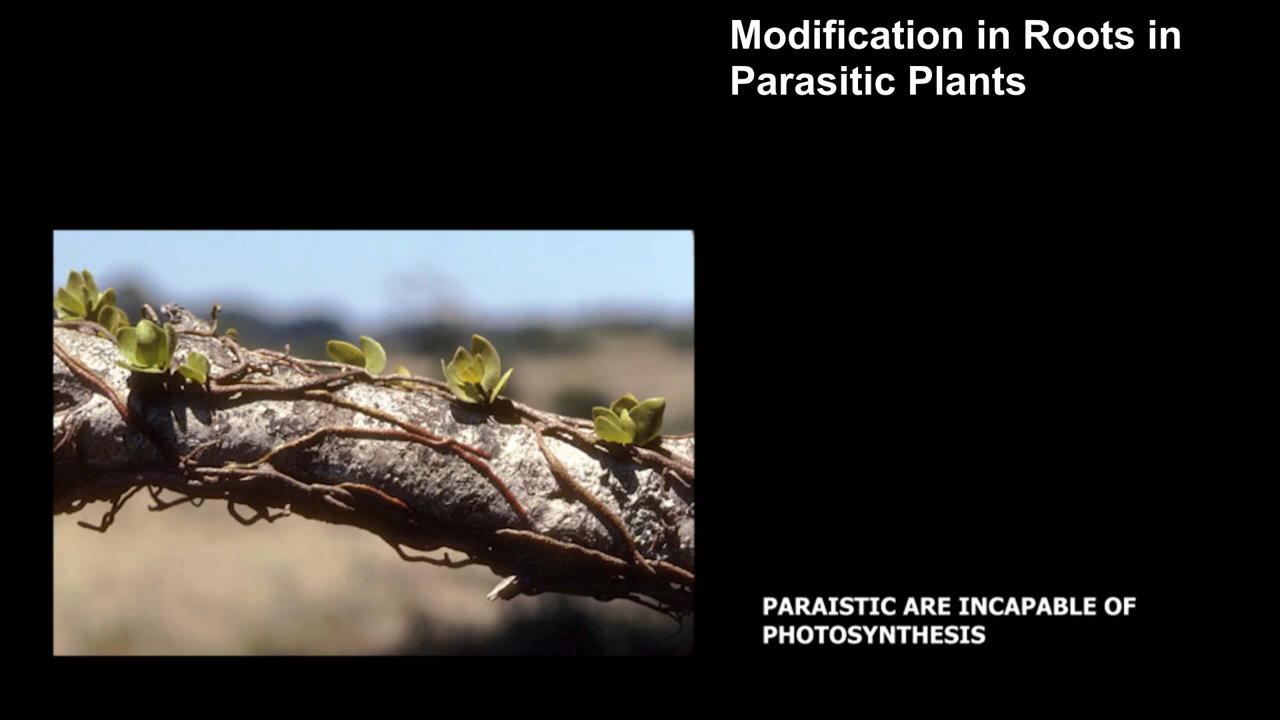 Modification in Roots in
Parasitic Plants
PARAISTIC ARE INCAPABLE OF
PHOTOSYNTHESIS